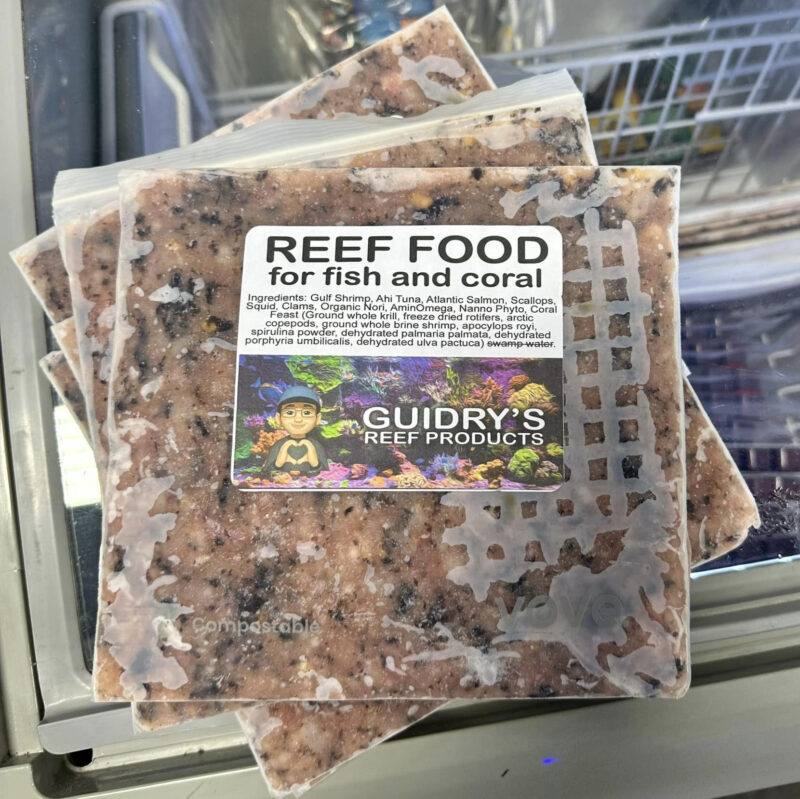 REEF FOOD
for fish and coral
Ingredients: Gulf Shrimp, Ahi Tuna, Atlantic Salmon, Scallops,
Squid, Clams, Organic Nori, AminOmega, Nanno Phyto, Coral
Feast (Ground whole krill, freeze dried rotifers, arctic
copepods, ground whole brine shrimp, apocylops royi,
spirulina powder, dehydrated palmaria palmata, dehydrated
porphyria umbilicalis, dehydrated ulva pactuca) swamp water.
GUIDRY'S
REEF PRODUCTS
Compostable